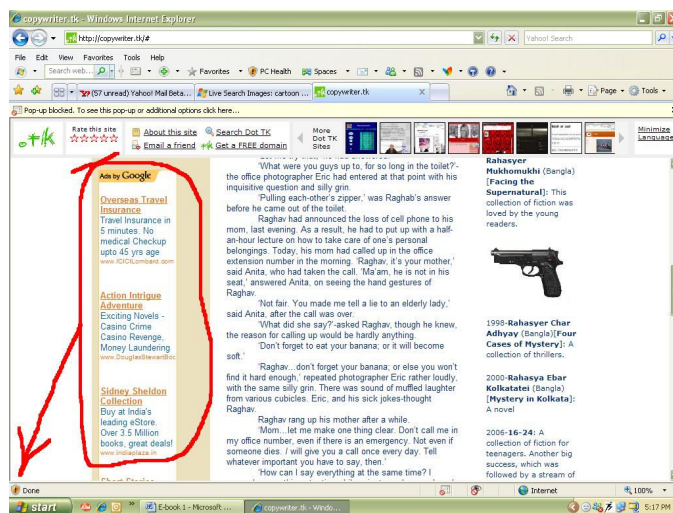 copywriter.tk - Windows Internet Explorer
http://copywriter.tk/#
Yahoo! Search
File Edit View Favorites Tools Help
Search web...
Favorites
PC Health
Spaces
(57 unread) Yahoo! Mail Beta...
Live Search Images: cartoon ...
copywriter.tk
Page
Tools
Pop-up blocked. To see this pop-up or additional options click here...
Rate this site
About this site
Search Dot TK
Email a friend
Get a FREE domain
More
Dot TK
Sites
Minimize
Language
Ads by Google
Overseas Travel
Insurance
Travel Insurance in
5 minutes. No
medical Checkup
upto 45 yrs age
www.ICICILombard.com
Action Intrigue
Adventure
Exciting Novels -
Casino Crime
Casino Revenge,
Money Laundering
www.DouglasStewartBoo
Sidney Sheldon
Collection
Buy at India's
leading eStore.
Over 3.5 Million
books, great deals!
www.indiaplaza.in
Short Stories
'What were you guys up to, for so long in the toilet?'-
the office photographer Eric had entered at that point with his
inquisitive question and silly grin.
'Pulling each-other's zipper,' was Raghab's answer
before he came out of the toilet.
Raghav had announced the loss of cell phone to his
mom, last evening. As a result, he had to put up with a half-
an-hour lecture on how to take care of one's personal
belongings. Today, his mom had called up in the office
extension number in the morning. 'Raghav, it's your mother,'
said Anita, who had taken the call. 'Ma'am, he is not in his
seat,' answered Anita, on seeing the hand gestures of
Raghav.
'Not fair. You made me tell a lie to an elderly lady,'
said Anita, after the call was over.
'What did she say?'-asked Raghav, though he knew,
the reason for calling up would be hardly anything.
'Don't forget to eat your banana; or it will become
soft.'
'Raghav...don't forget your banana; or else you won't
find it hard enough,' repeated photographer Eric rather loudly,
with the same silly grin. There was sound of muffled laughter
from various cubicles. Eric, and his sick jokes-thought
Raghav.
Raghav rang up his mother after a while.
'Mom...let me make one thing clear. Don't call me in
my office number, even if there is an emergency. Not even if
someone dies. I will give you a call once every day. Tell
whatever important you have to say, then.'
'How can I say everything at the same time? I
Rahasyer
Mukhomukhi (Bangla)
[Facing the
Supernatural]: This
collection of fiction was
loved by the young
readers.
1998-Rahasyer Char
Adhyay (Bangla)[Four
Cases of Mystery]: A
collection of thrillers.
2000-Rahasya Ebar
Kolkatatei (Bangla)
[Mystery in Kolkata]:
A novel
2006-16-24: A
collection of fiction for
teenagers. Another big
success, which was
followed by a stream of
Done
Internet
100%
start
E-book 1 - Microsoft ...
copywriter.tk - Windo...
5:17 PM